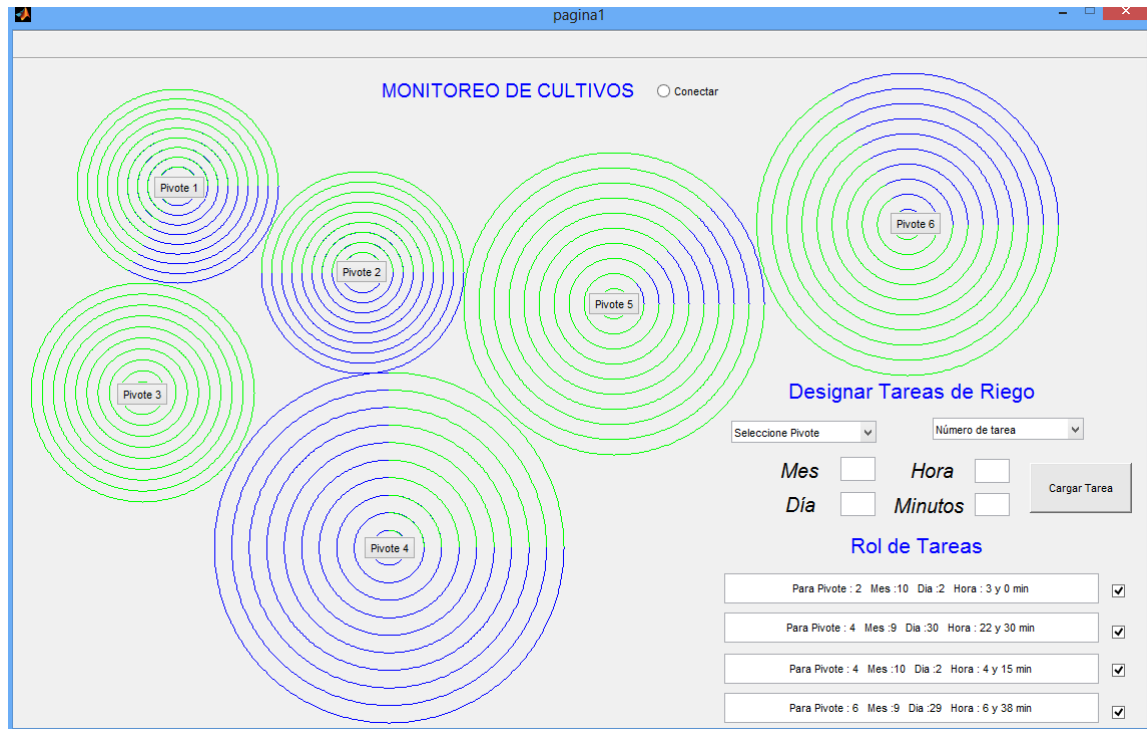 pagina1
MONITOREO DE CULTIVOS
Conectar
Pivote 1
Pivote 2
Pivote 3
Pivote 4
Pivote 5
Pivote 6
Designar Tareas de Riego
Seleccione Pivote
Número de tarea
Mes
Hora
Día
Minutos
Cargar Tarea
Rol de Tareas
Para Pivote : 2 Mes :10 Dia :2 Hora : 3 y 0 min
Para Pivote : 4 Mes :9 Dia :30 Hora : 22 y 30 min
Para Pivote : 4 Mes :10 Dia :2 Hora : 4 y 15 min
Para Pivote : 6 Mes :9 Dia :29 Hora : 6 y 38 min